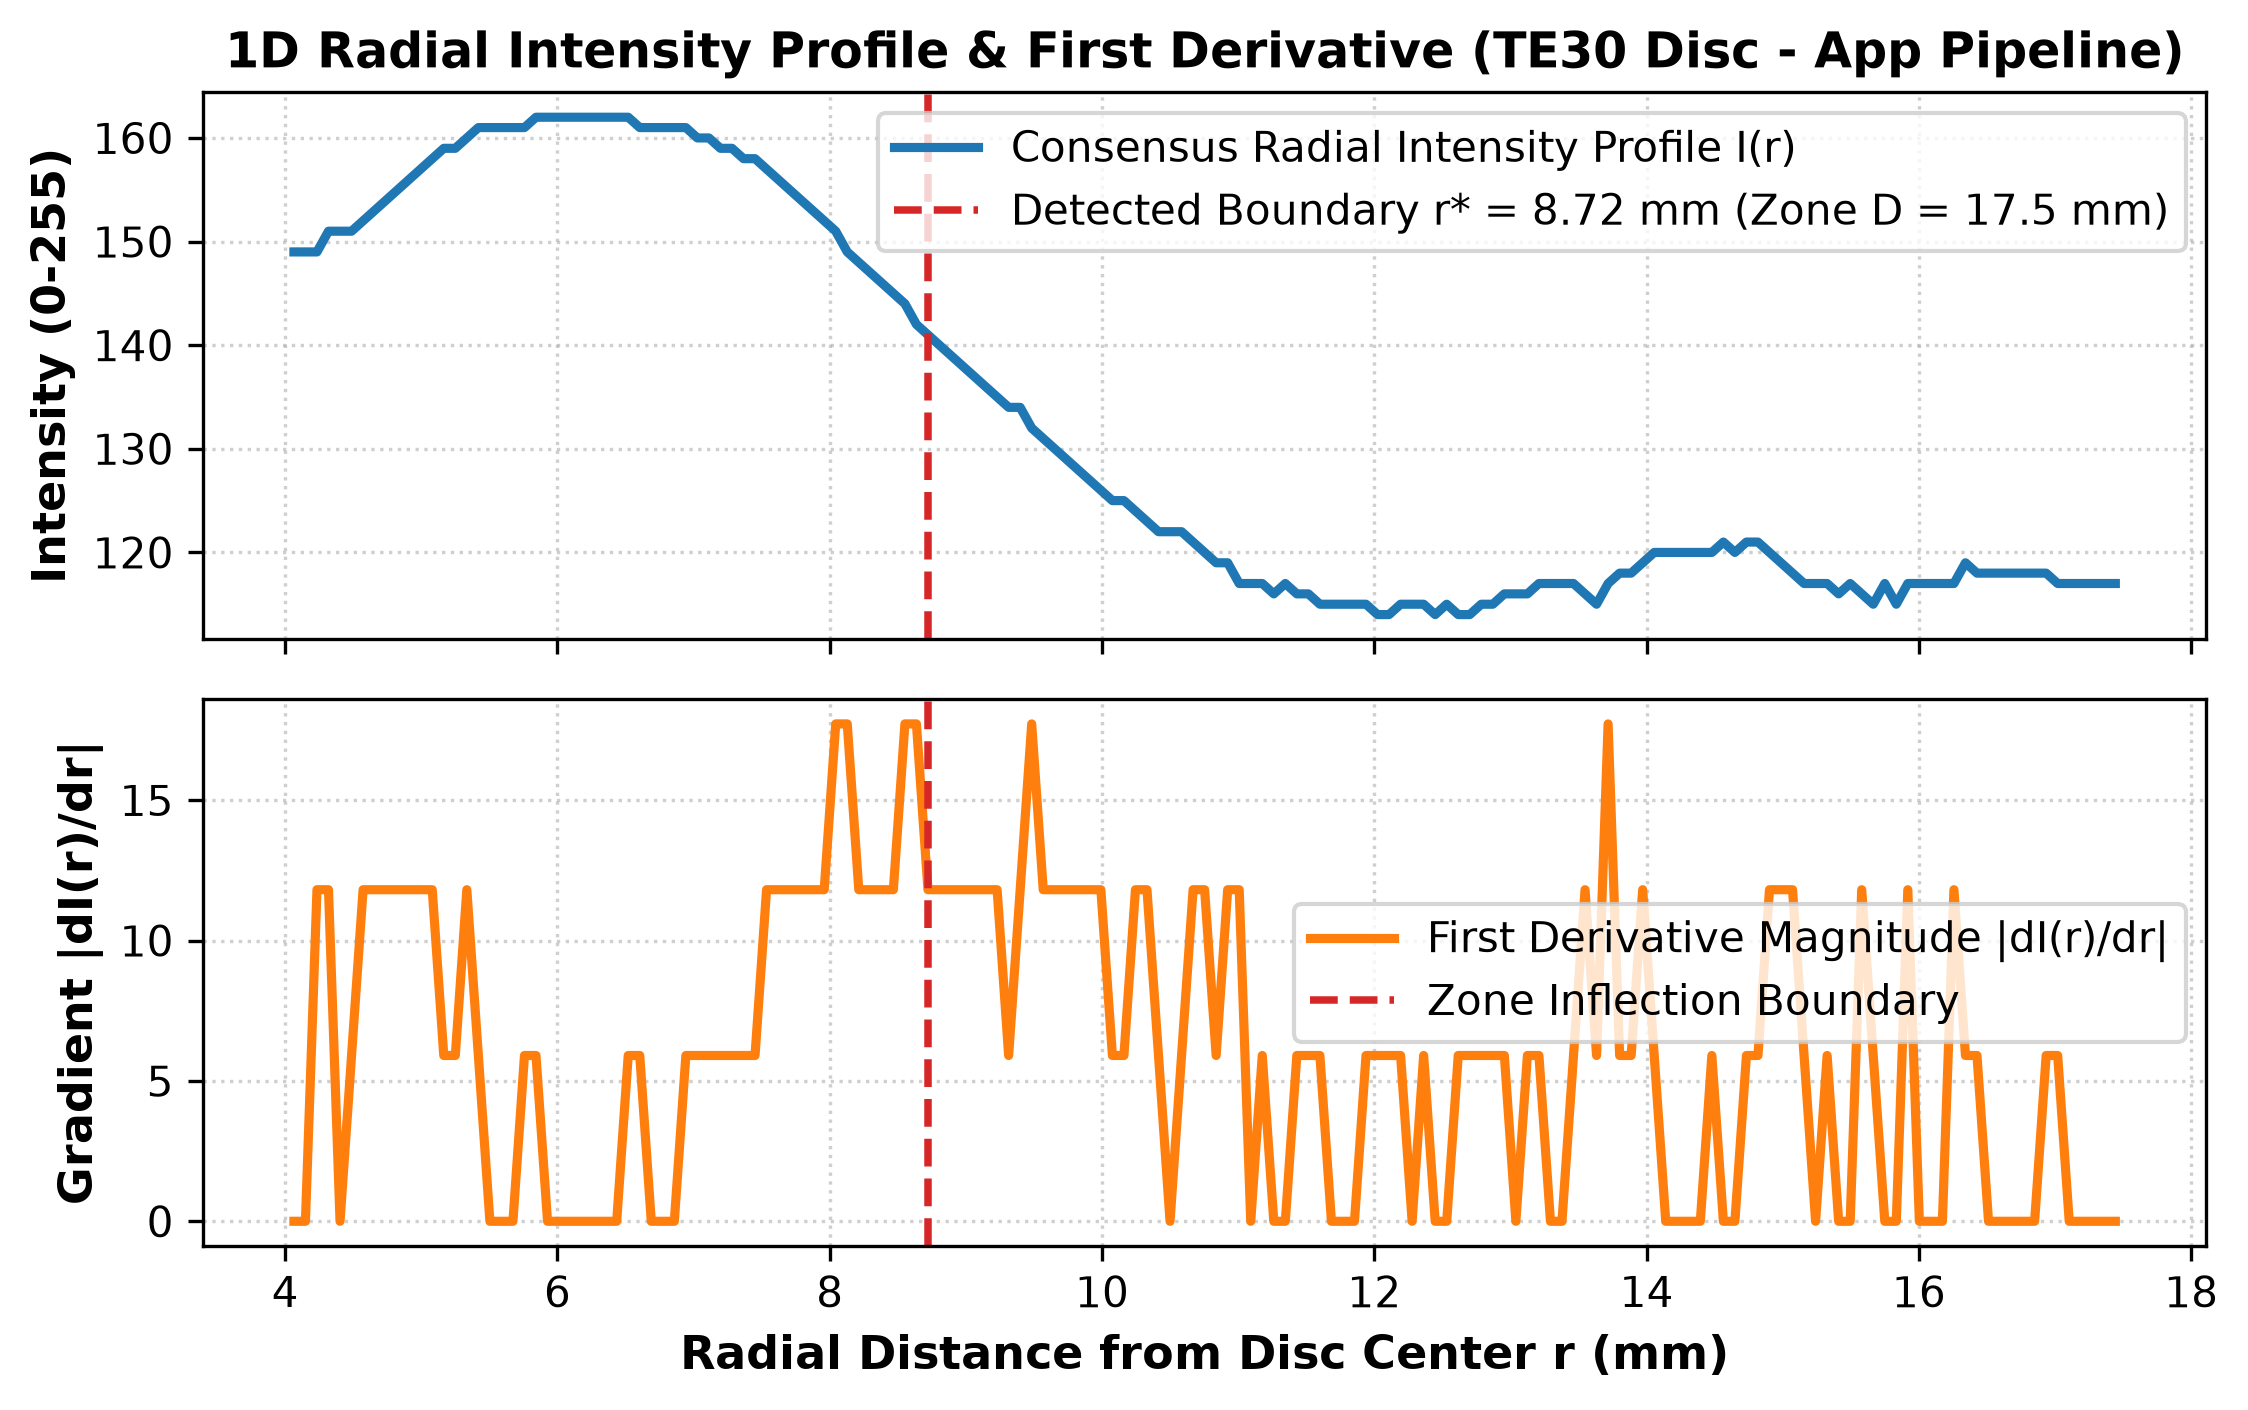 1D Radial Intensity Profile & First Derivative (TE30 Disc - App Pipeline)
Intensity (0-255)
160
150
140
130
120
Consensus Radial Intensity Profile I(r)
Detected Boundary r* = 8.72 mm (Zone D = 17.5 mm)
Gradient |dI(r)/dr|
15
10
5
0
First Derivative Magnitude |dI(r)/dr|
Zone Inflection Boundary
4 6 8 10 12 14 16 18
Radial Distance from Disc Center r (mm)